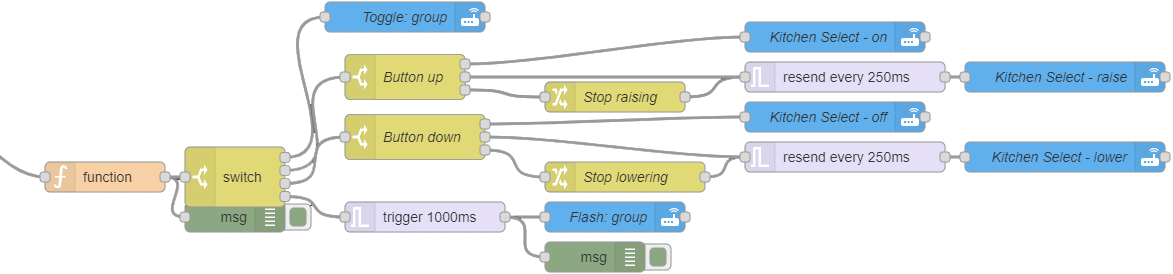 Toggle: group
Kitchen Select - on
Button up
resend every 250ms
Kitchen Select - raise
Stop raising
Kitchen Select - off
Button down
resend every 250ms
Kitchen Select - lower
function
switch
Stop lowering
msg
trigger 1000ms
Flash: group
msg